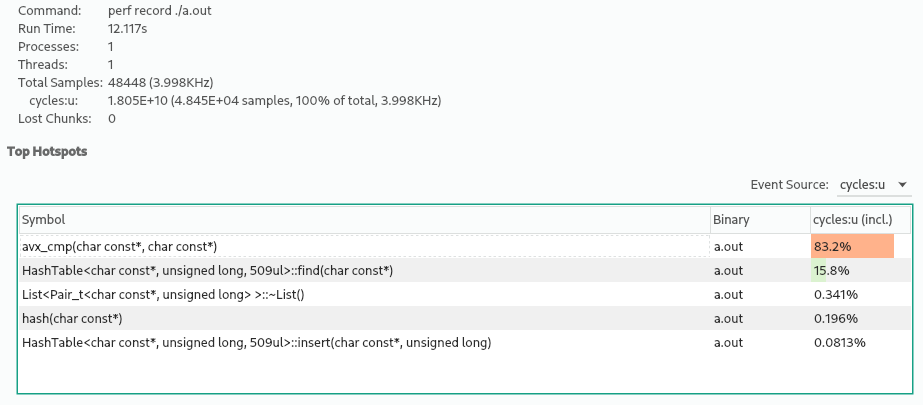 Command: perf record ./a.out
Run Time: 12.117s
Processes: 1
Threads: 1
Total Samples: 48448 (3.998KHz)
cycles:u: 1.805E+10 (4.845E+04 samples, 100% of total, 3.998KHz)
Lost Chunks: 0
Top Hotspots
Event Source: cycles:u
Symbol Binary cycles:u (incl.)
avx_cmp(char const*, char const*) a.out 83.2%
HashTable<char const*, unsigned long, 509ul>::find(char const*) a.out 15.8%
List<Pair_t<char const*, unsigned long> >::~List() a.out 0.341%
hash(char const*) a.out 0.196%
HashTable<char const*, unsigned long, 509ul>::insert(char const*, unsigned long) a.out 0.0813%